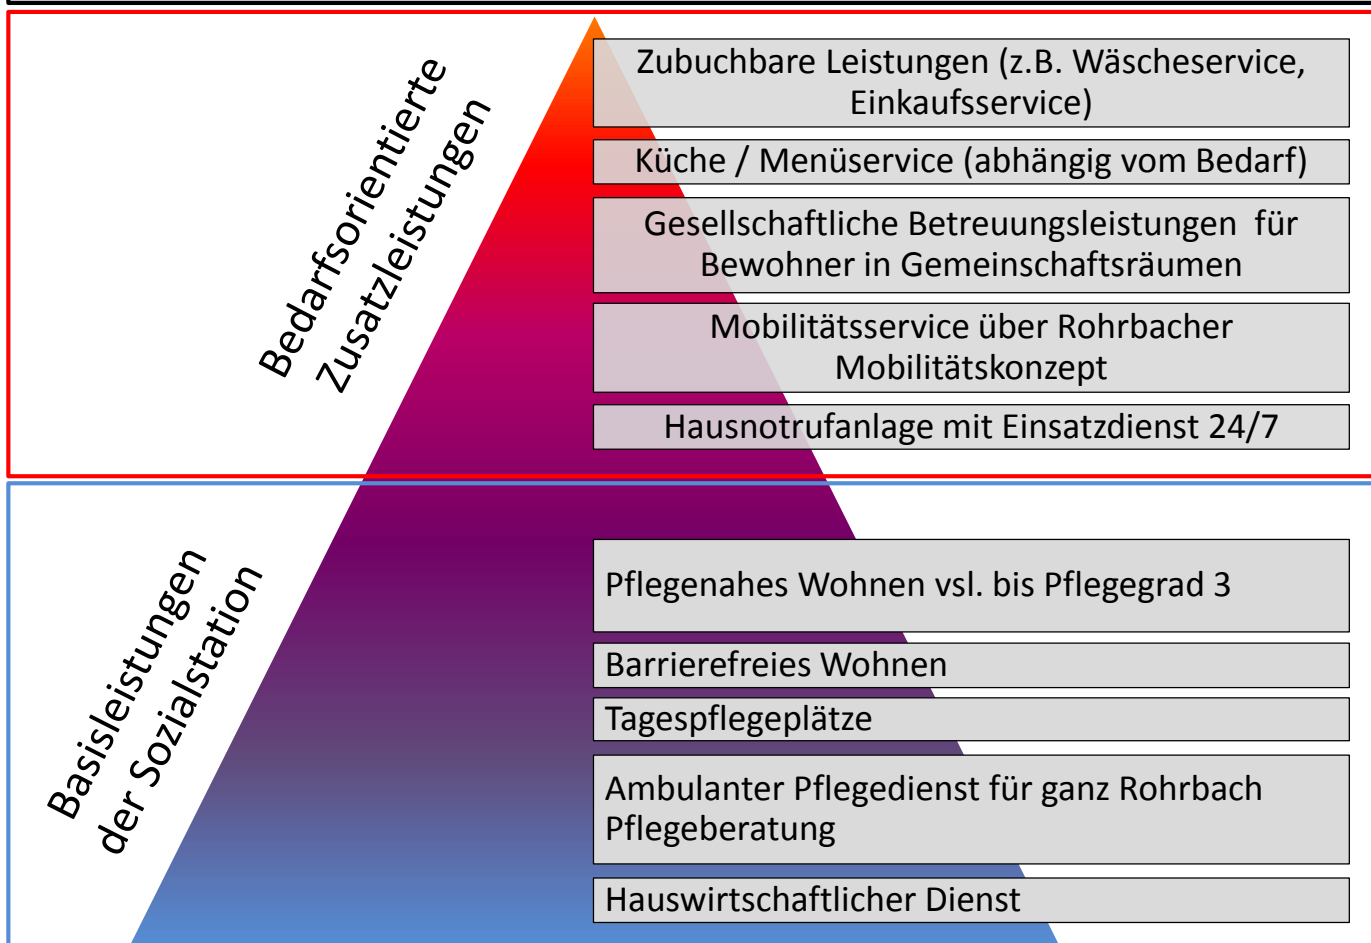 Bedarfsorientierte
Zusatzleistungen
Zubuchbare Leistungen (z.B. Wäscheservice,
Einkaufsservice)
Küche / Menüservice (abhängig vom Bedarf)
Gesellschaftliche Betreuungsleistungen für
Bewohner in Gemeinschaftsräumen
Mobilitätsservice über Rohrbacher
Mobilitätskonzept
Hausnotrufanlage mit Einsatzdienst 24/7
Basisleistungen
der Sozialstation
Pflegenahes Wohnen vsl. bis Pflegegrad 3
Barrierefreies Wohnen
Tagespflegeplätze
Ambulanter Pflegedienst für ganz Rohrbach
Pflegeberatung
Hauswirtschaftlicher Dienst